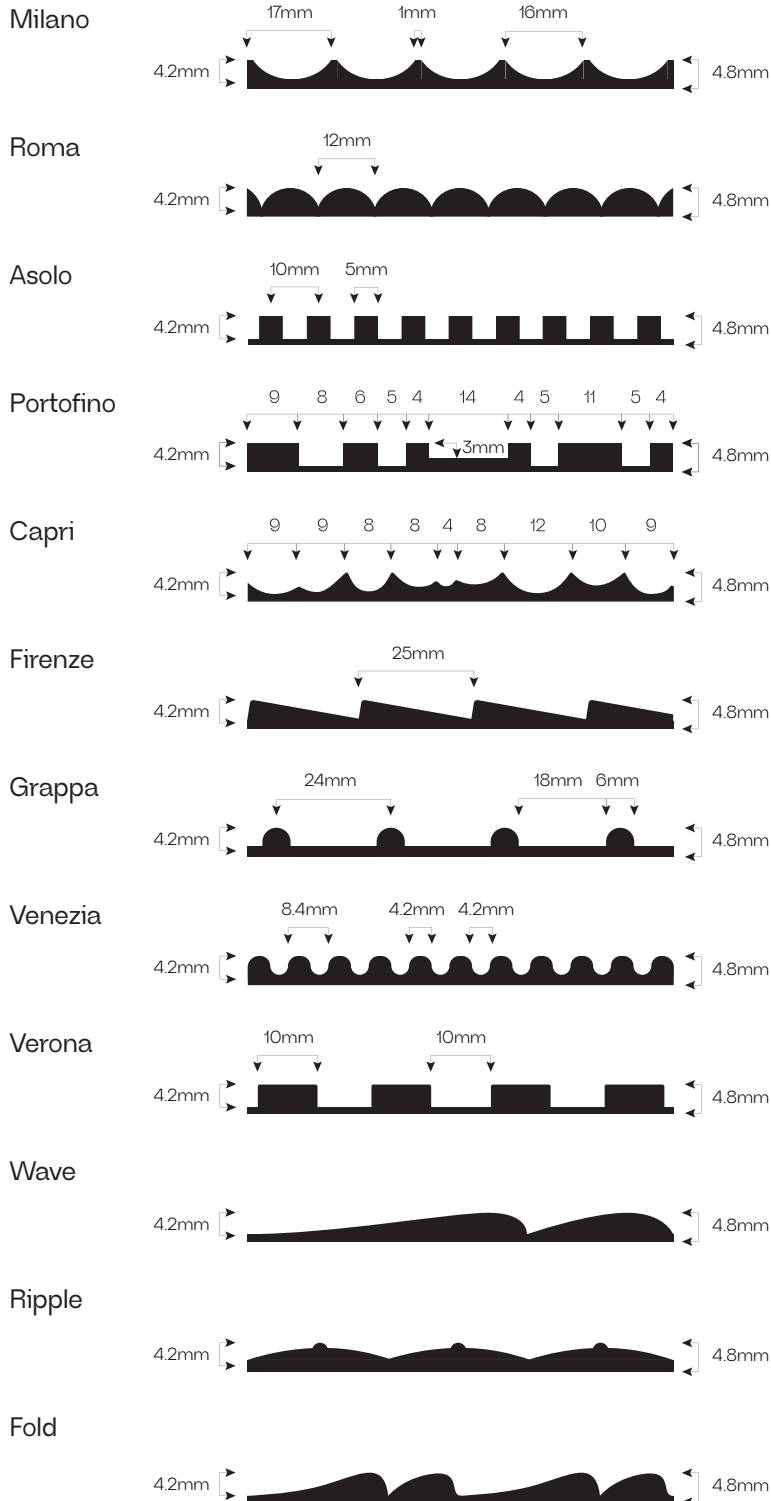 Milano
17mm 1mm 16mm
4.2mm 4.8mm
Roma
12mm
4.2mm 4.8mm
Asolo
10mm 5mm
4.2mm 4.8mm
Portofino
9 8 6 5 4 14 4 5 11 5 4
4.2mm 3mm 4.8mm
Capri
9 9 8 8 4 8 12 10 9
4.2mm 4.8mm
Firenze
25mm
4.2mm 4.8mm
Grappa
24mm 18mm 6mm
4.2mm 4.8mm
Venezia
8.4mm 4.2mm 4.2mm
4.2mm 4.8mm
Verona
10mm 10mm
4.2mm 4.8mm
Wave
4.2mm 4.8mm
Ripple
4.2mm 4.8mm
Fold
4.2mm 4.8mm